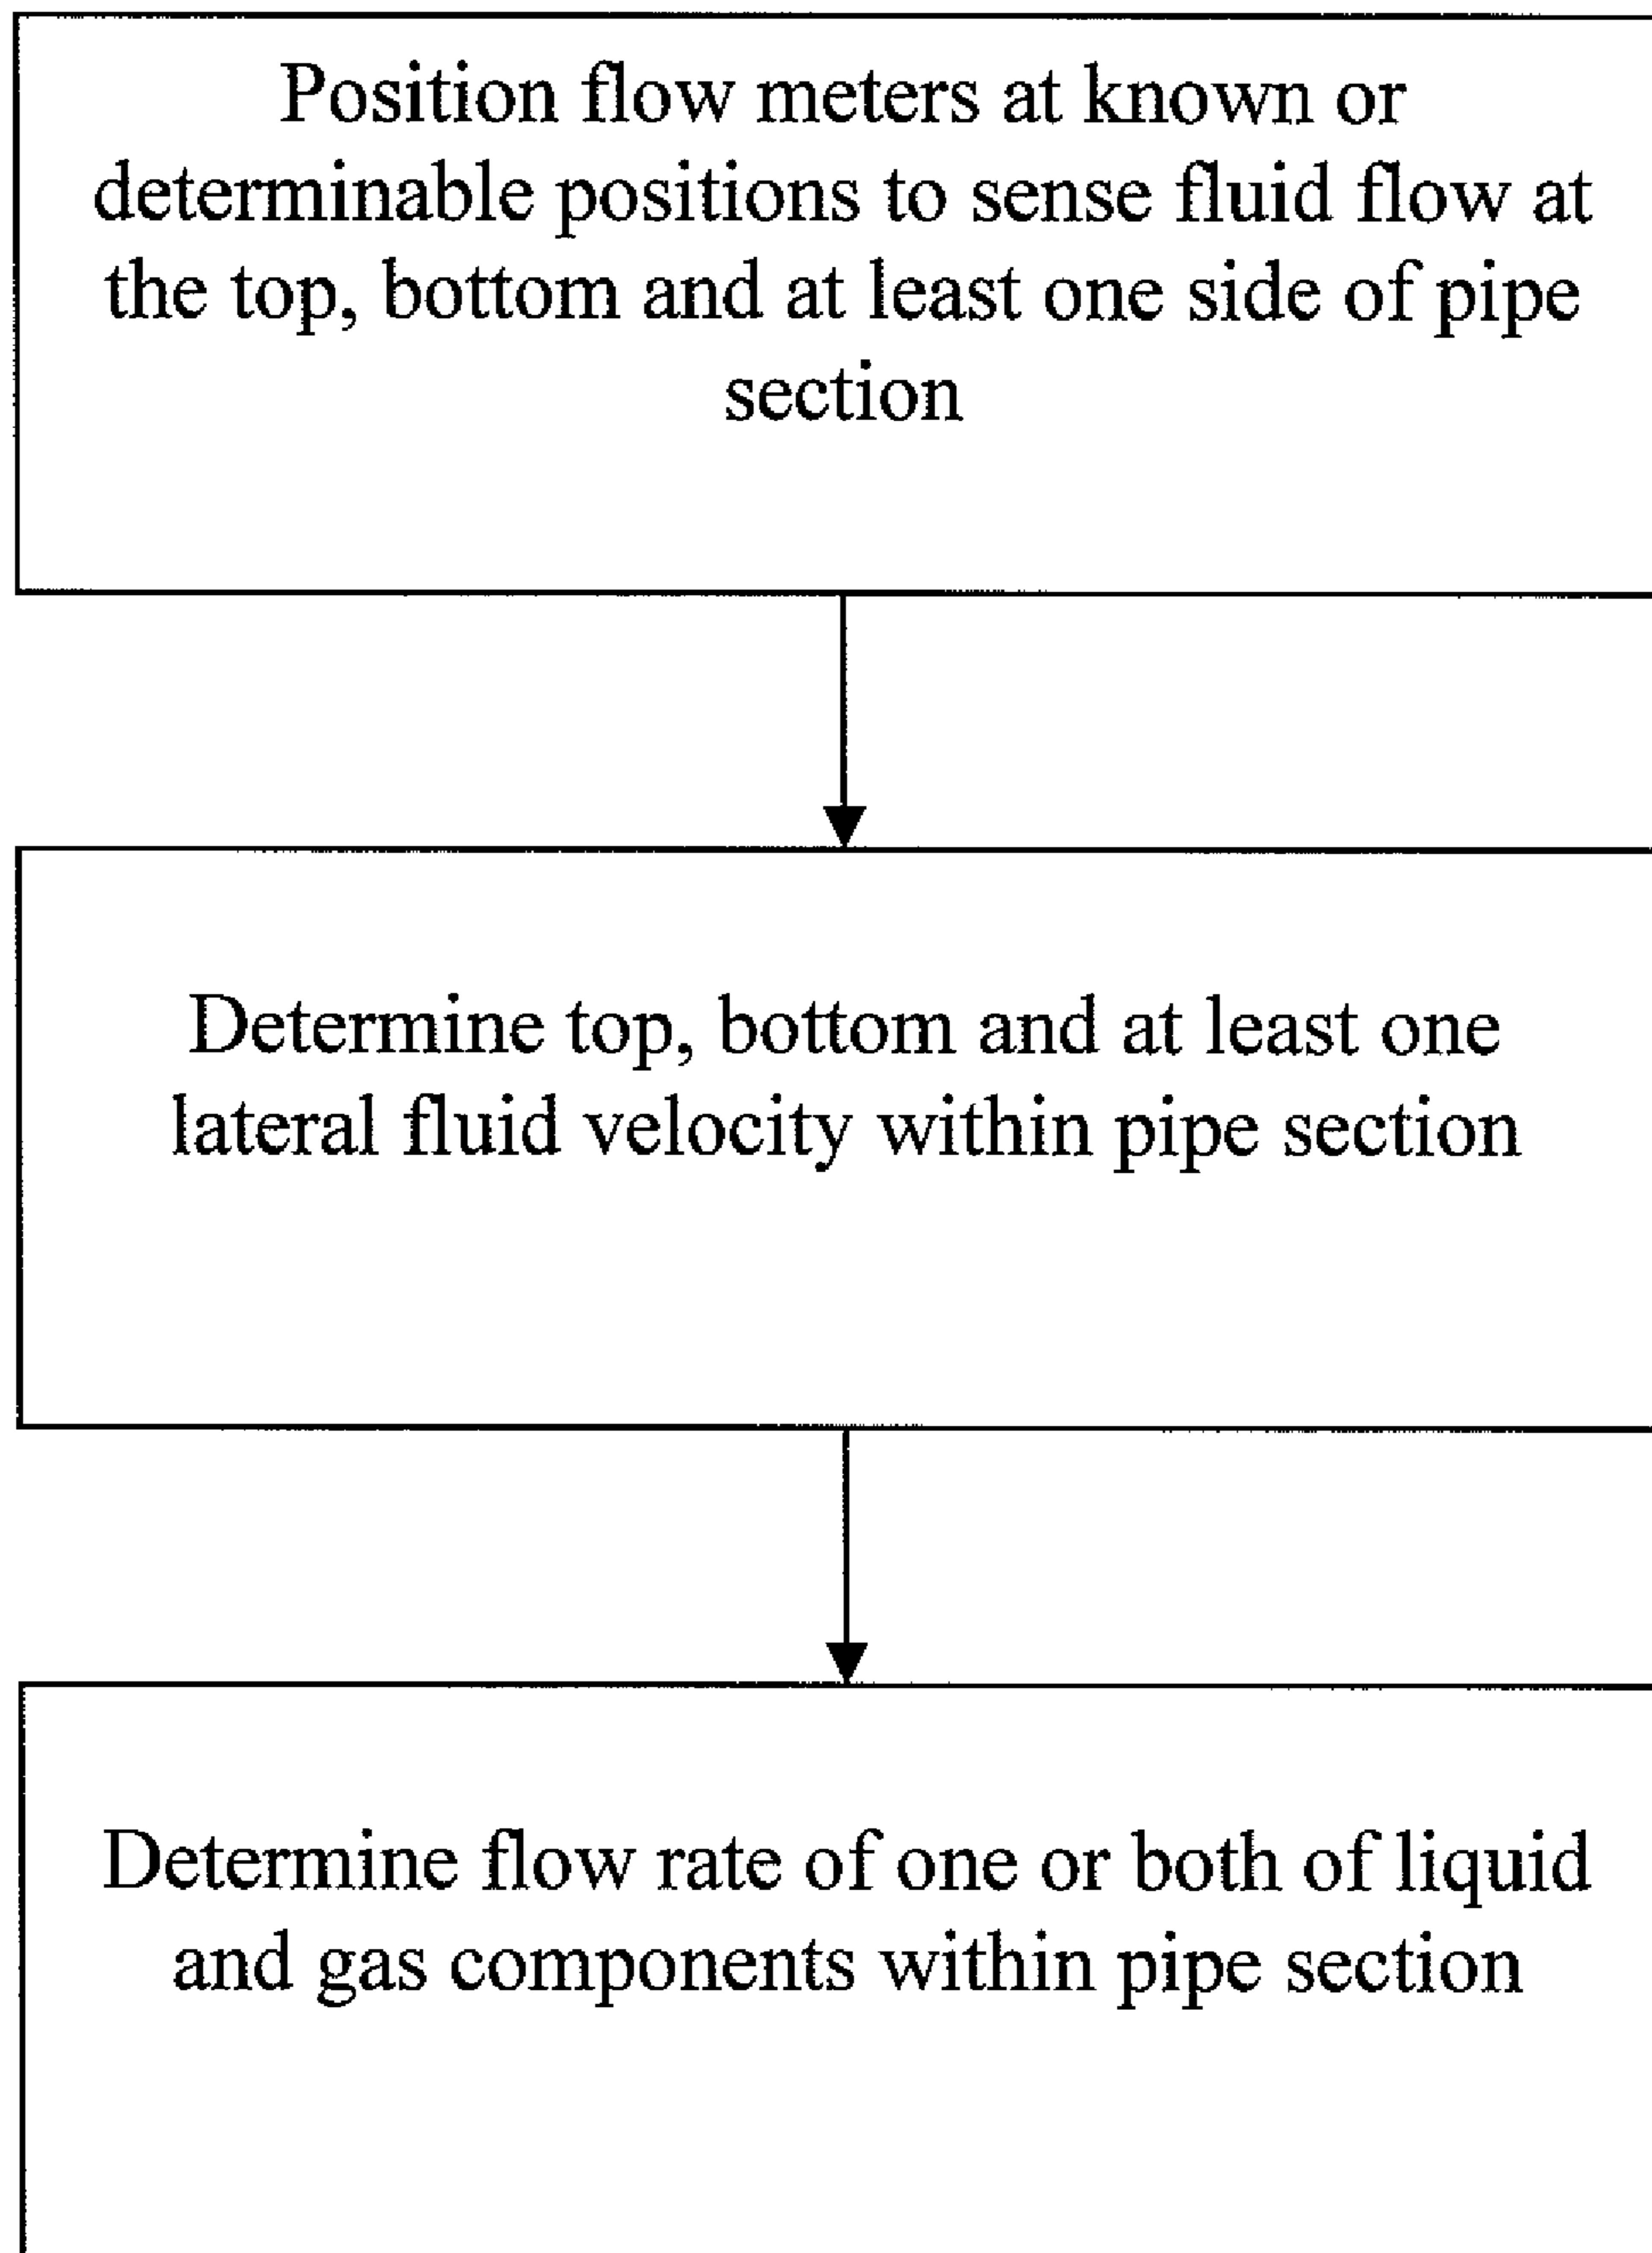 Position flow meters at known or
determinable positions to sense fluid flow at
the top, bottom and at least one side of pipe
section
Determine top, bottom and at least one
lateral fluid velocity within pipe section
Determine flow rate of one or both of liquid
and gas components within pipe section